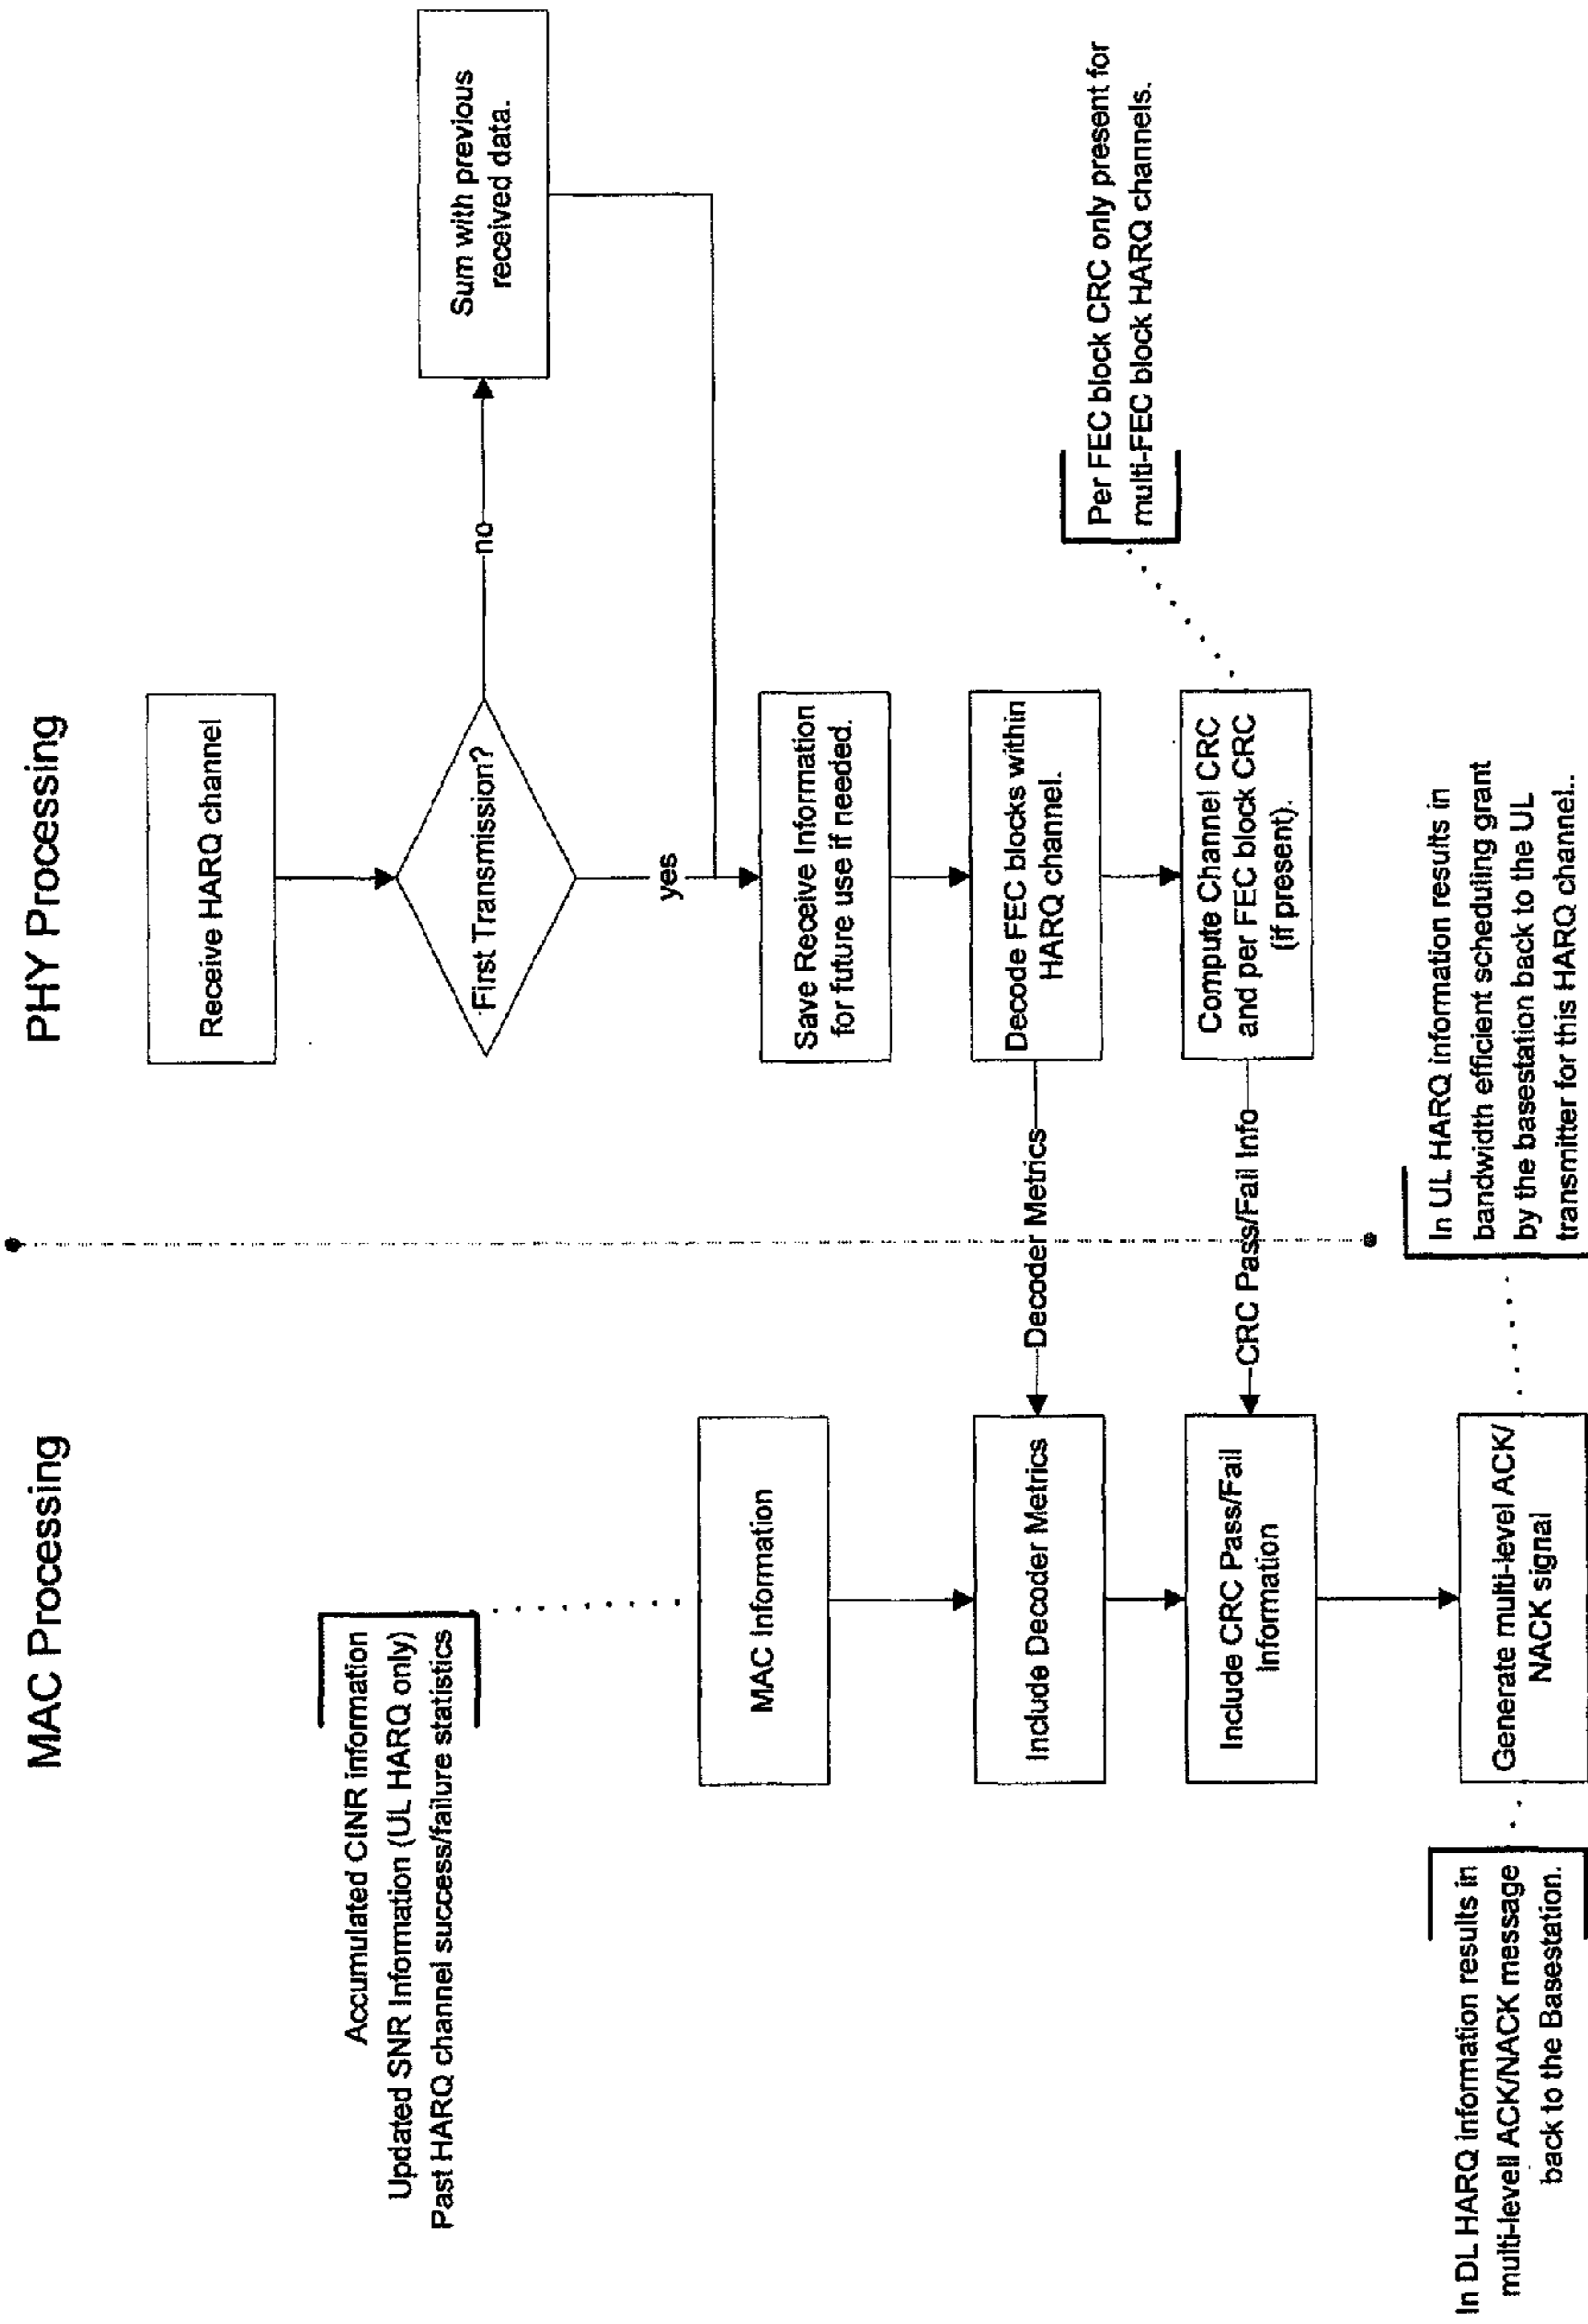 MAC Processing
PHY Processing
Accumulated CINR information
Updated SNR Information (UL HARQ only)
Past HARQ channel success/failure statistics
MAC Information
Include Decoder Metrics
Include CRC Pass/Fail
Information
Generate multi-level ACK/
NACK signal
In DL HARQ information results in
multi-levell ACK/NACK message
back to the Basestation.
Decoder Metrics
CRC Pass/Fail Info
Receive HARQ channel
First Transmission?
no
yes
Sum with previous
received data.
Save Receive Information
for future use if needed.
Decode FEC blocks within
HARQ channel.
Compute Channel CRC
and per FEC block CRC
(if present).
Per FEC block CRC only present for
multi-FEC block HARQ channels.
In UL HARQ information results in
bandwidth efficient scheduling grant
by the basestation back to the UL
transmitter for this HARQ channel..